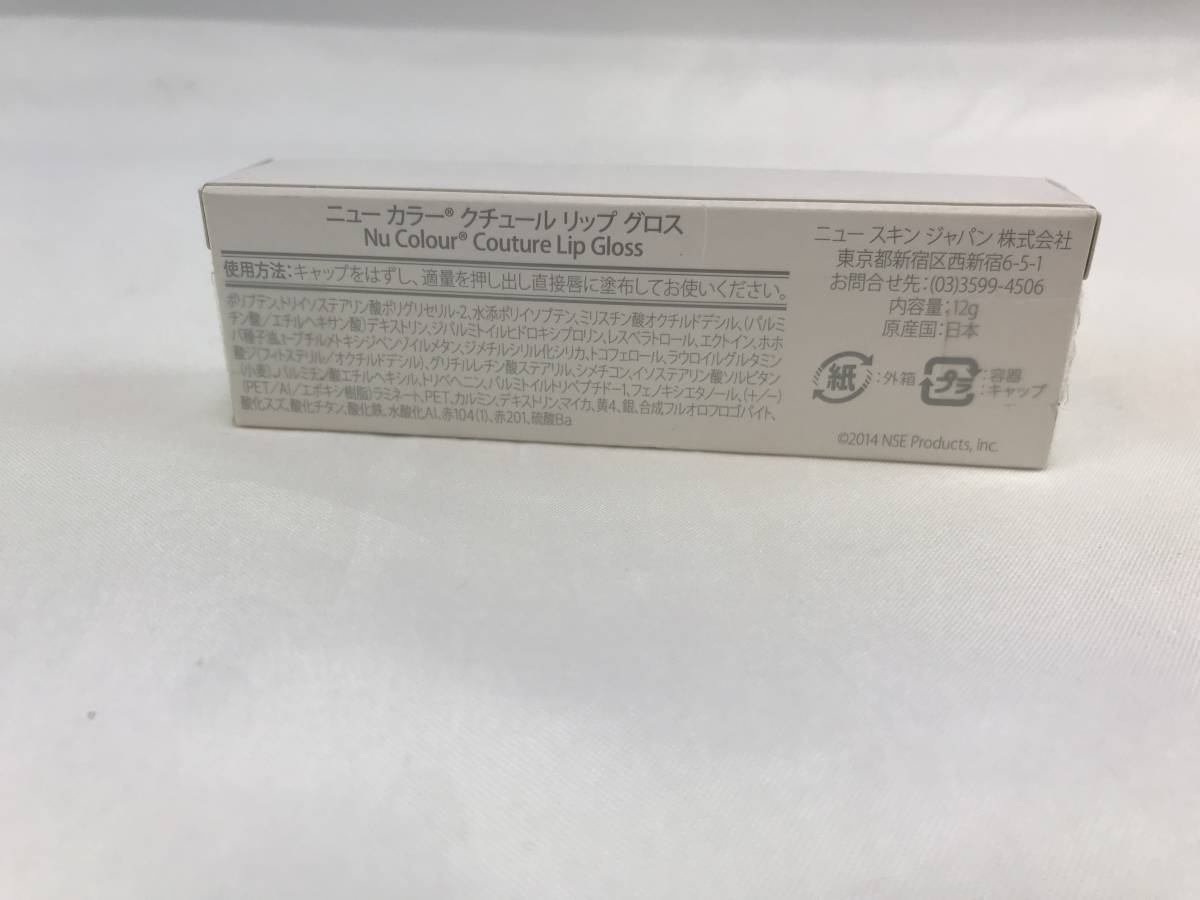 ニュー カラー® クチュール リップ グロス
Nu Colour® Couture Lip Gloss
使用方法:キャップをはずし、適量を押し出し直接唇に塗布してお使いください。
ポリブテン,トリイソステアリン酸ポリグリセリル-2、水添ポリイソブテン、ミリスチン酸オクチルドデシル、(パルミ
チン酸/エチルヘキサン酸)デキストリン,ジパルミトイルヒドロキシプロリン,レスベラトロール,エクトイン,ホホ
バ種子油,t-ブチルメトキシジベンゾイルメタン,ジメチルシリル化シリカ,トコフェロール,ラウロイルグルタミン
酸ジ(フィトステリル/オクチルドデシル)、グリチルレチン酸ステアリル,シメチコン,イソステアリン酸ソルビタン
(小麦)、パルミチン酸エチルヘキシル,トリベヘニン,パルミトイルトリペプチド-1,フェノキシエタノール,(+/-)
(PET/Al/エポキシ樹脂)ラミネート,PET,カルミン,デキストリン,マイカ,黄4,銀,合成フルオロフロゴパイト、
酸化スズ,酸化チタン,酸化鉄,水酸化Al,赤104(1),赤201,硫酸Ba
ニュー スキン ジャパン 株式会社
東京都新宿区西新宿6-5-1
お問合せ先:(03)3599-4506
内容量:12g
原産国:日本
紙 :外箱
プラ :容器
:キャップ
©2014 NSE Products, Inc.